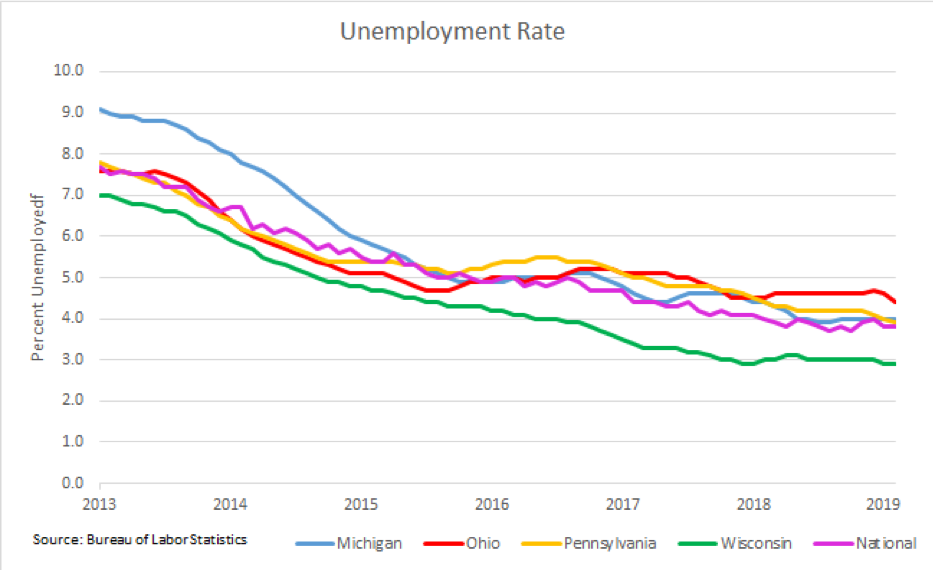 Unemployment Rate
10.0
9.0
8.0
7.0
6.0
5.0
4.0
3.0
2.0
1.0
0.0
Percent Unemployedf
2013 2014 2015 2016 2017 2018 2019
Source: Bureau of Labor Statistics
Michigan Ohio Pennsylvania Wisconsin National